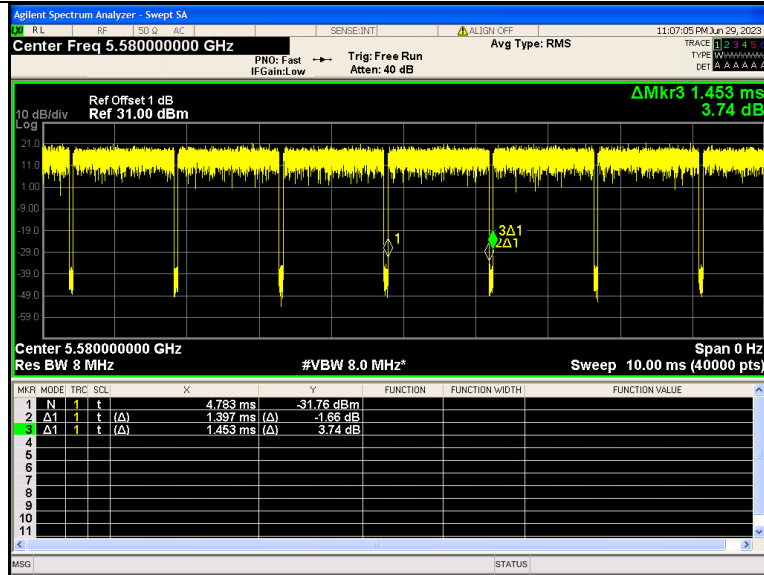 Agilent Spectrum Analyzer - Swept SA
RL RF 50 Ω AC SENSE:INT ALIGN OFF 11:07:05 PM Jun 29, 2023
Center Freq 5.580000000 GHz Avg Type: RMS TRACE 1 2 3 4 5
PNO: Fast Trig: Free Run TYPE
IFGain:Low Atten: 40 dB DET A A A A A
ΔMkr3 1.453 ms
3.74 dB
Ref Offset 1 dB
10 dB/div Ref 31.00 dBm
Log
21.0
11.0
1.00
-9.00
-19.0
-29.0
-39.0
-49.0
-59.0
1
3Δ1
2Δ1
Center 5.580000000 GHz Span 0 Hz
Res BW 8 MHz #VBW 8.0 MHz* Sweep 10.00 ms (40000 pts)
MKR MODE TRC SCL X Y FUNCTION FUNCTION WIDTH FUNCTION VALUE
1 N 1 t 4.783 ms -31.76 dBm
2 Δ1 1 t (Δ) 1.397 ms (Δ) -1.66 dB
3 Δ1 1 t (Δ) 1.453 ms (Δ) 3.74 dB
4
5
6
7
8
9
10
11
MSG STATUS